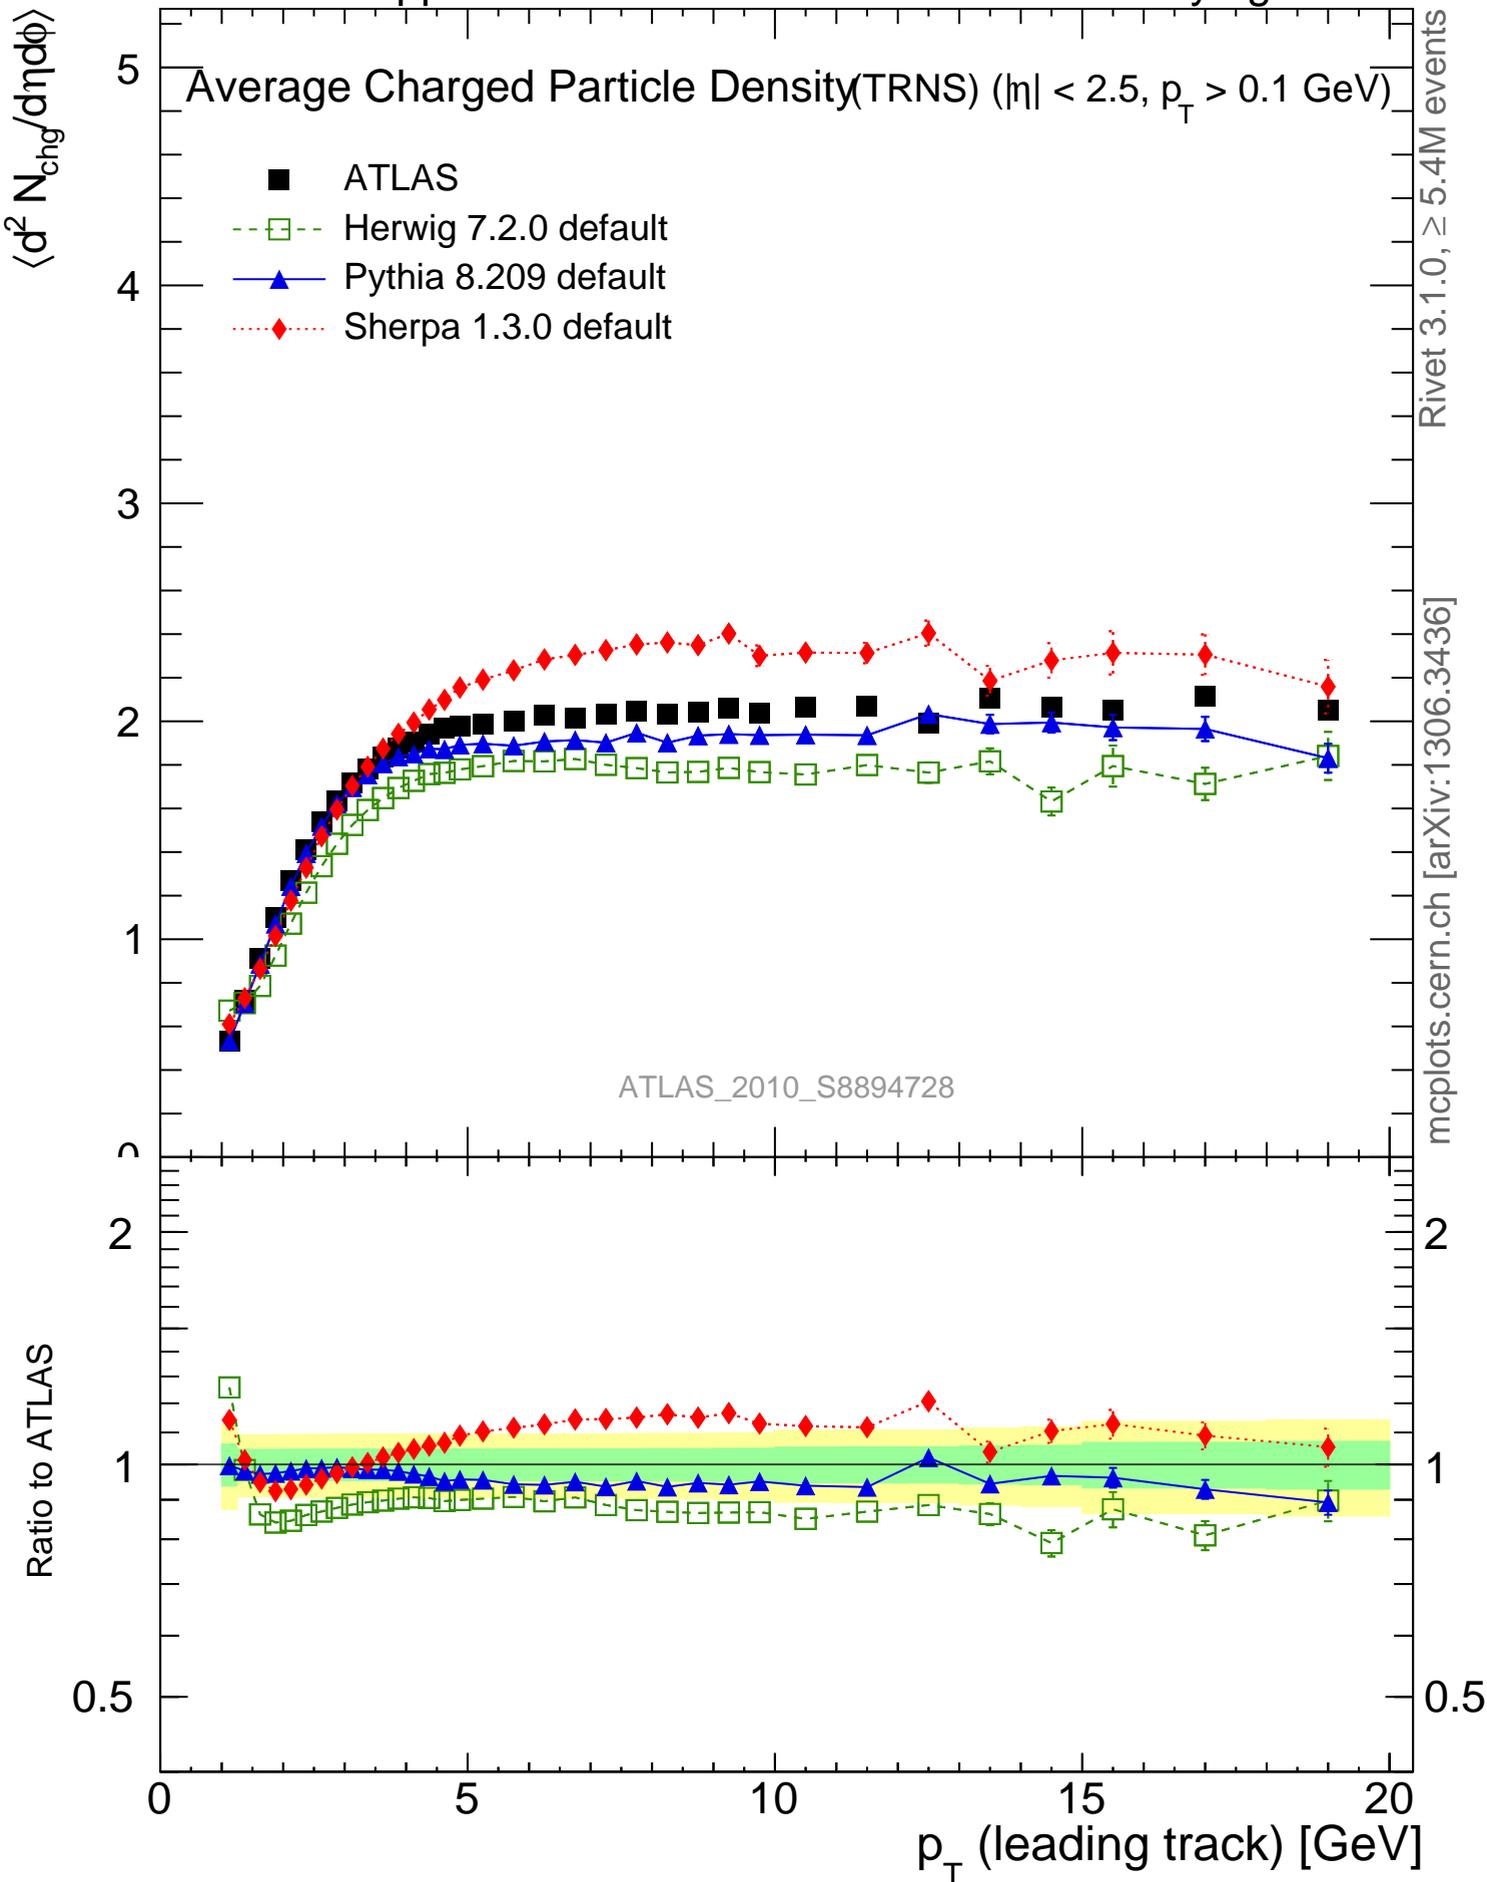 ⟨d² N_chg/dηdϕ⟩
Average Charged Particle Density (TRNS) (|η| < 2.5, p_T > 0.1 GeV)
ATLAS
Herwig 7.2.0 default
Pythia 8.209 default
Sherpa 1.3.0 default
5
4
3
2
1
0
ATLAS_2010_S8894728
Rivet 3.1.0, ≥ 5.4M events
mcplots.cern.ch [arXiv:1306.3436]
Ratio to ATLAS
2
1
0.5
2
1
0.5
0 5 10 15 20
p_T (leading track) [GeV]